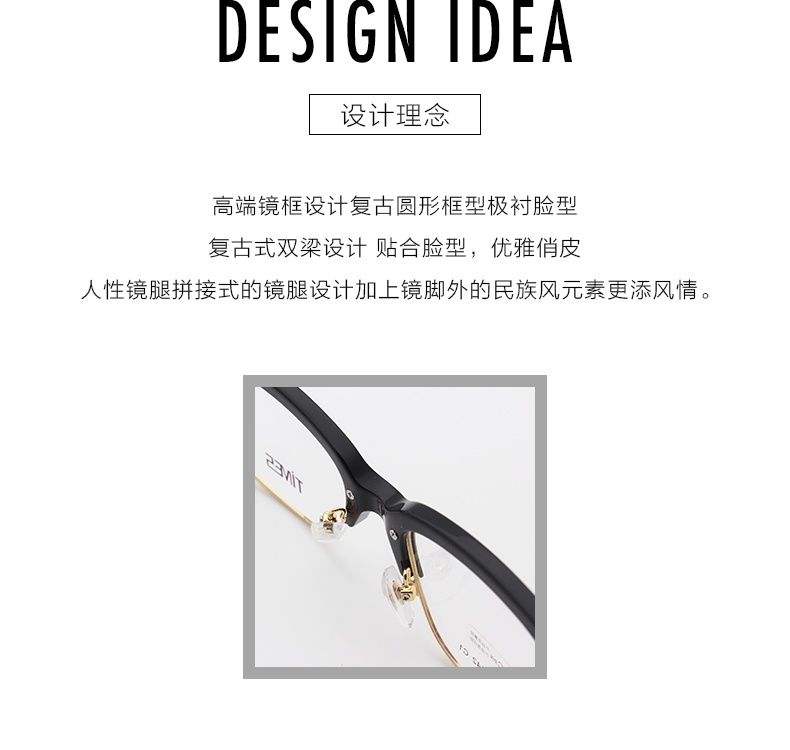 DESIGN IDEA
设计理念
高端镜框设计复古圆形框型极衬脸型
复古式双梁设计 贴合脸型，优雅俏皮
人性镜腿拼接式的镜腿设计加上镜脚外的民族风元素更添风情。
TIMES